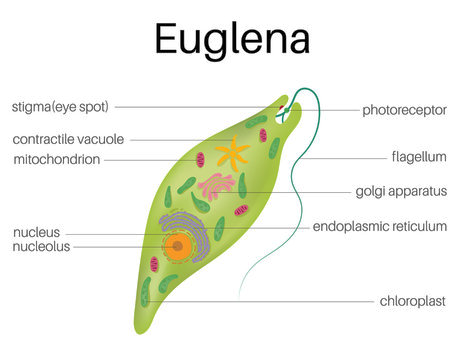 Euglena
stigma(eye spot)
contractile vacuole
mitochondrion
nucleus
nucleolus
photoreceptor
flagellum
golgi apparatus
endoplasmic reticulum
chloroplast